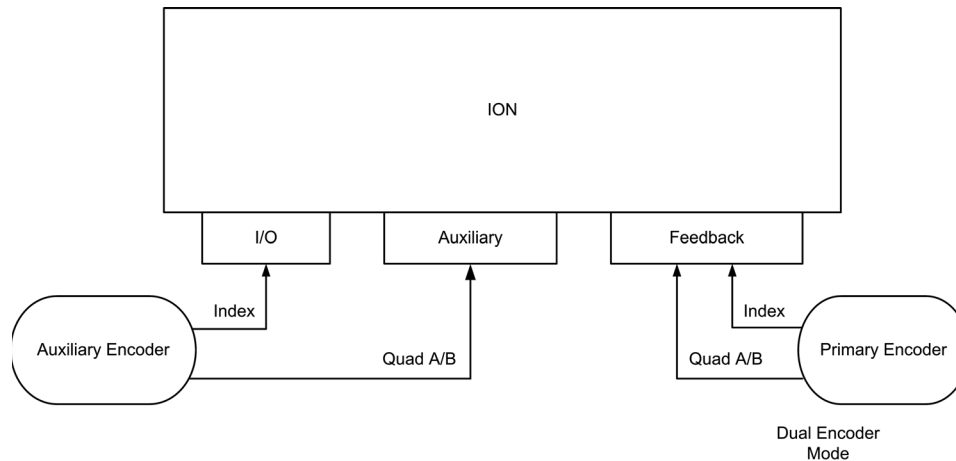 ION
I/O
Auxiliary
Feedback
Index
Index
Auxiliary Encoder
Primary Encoder
Quad A/B
Quad A/B
Dual Encoder
Mode